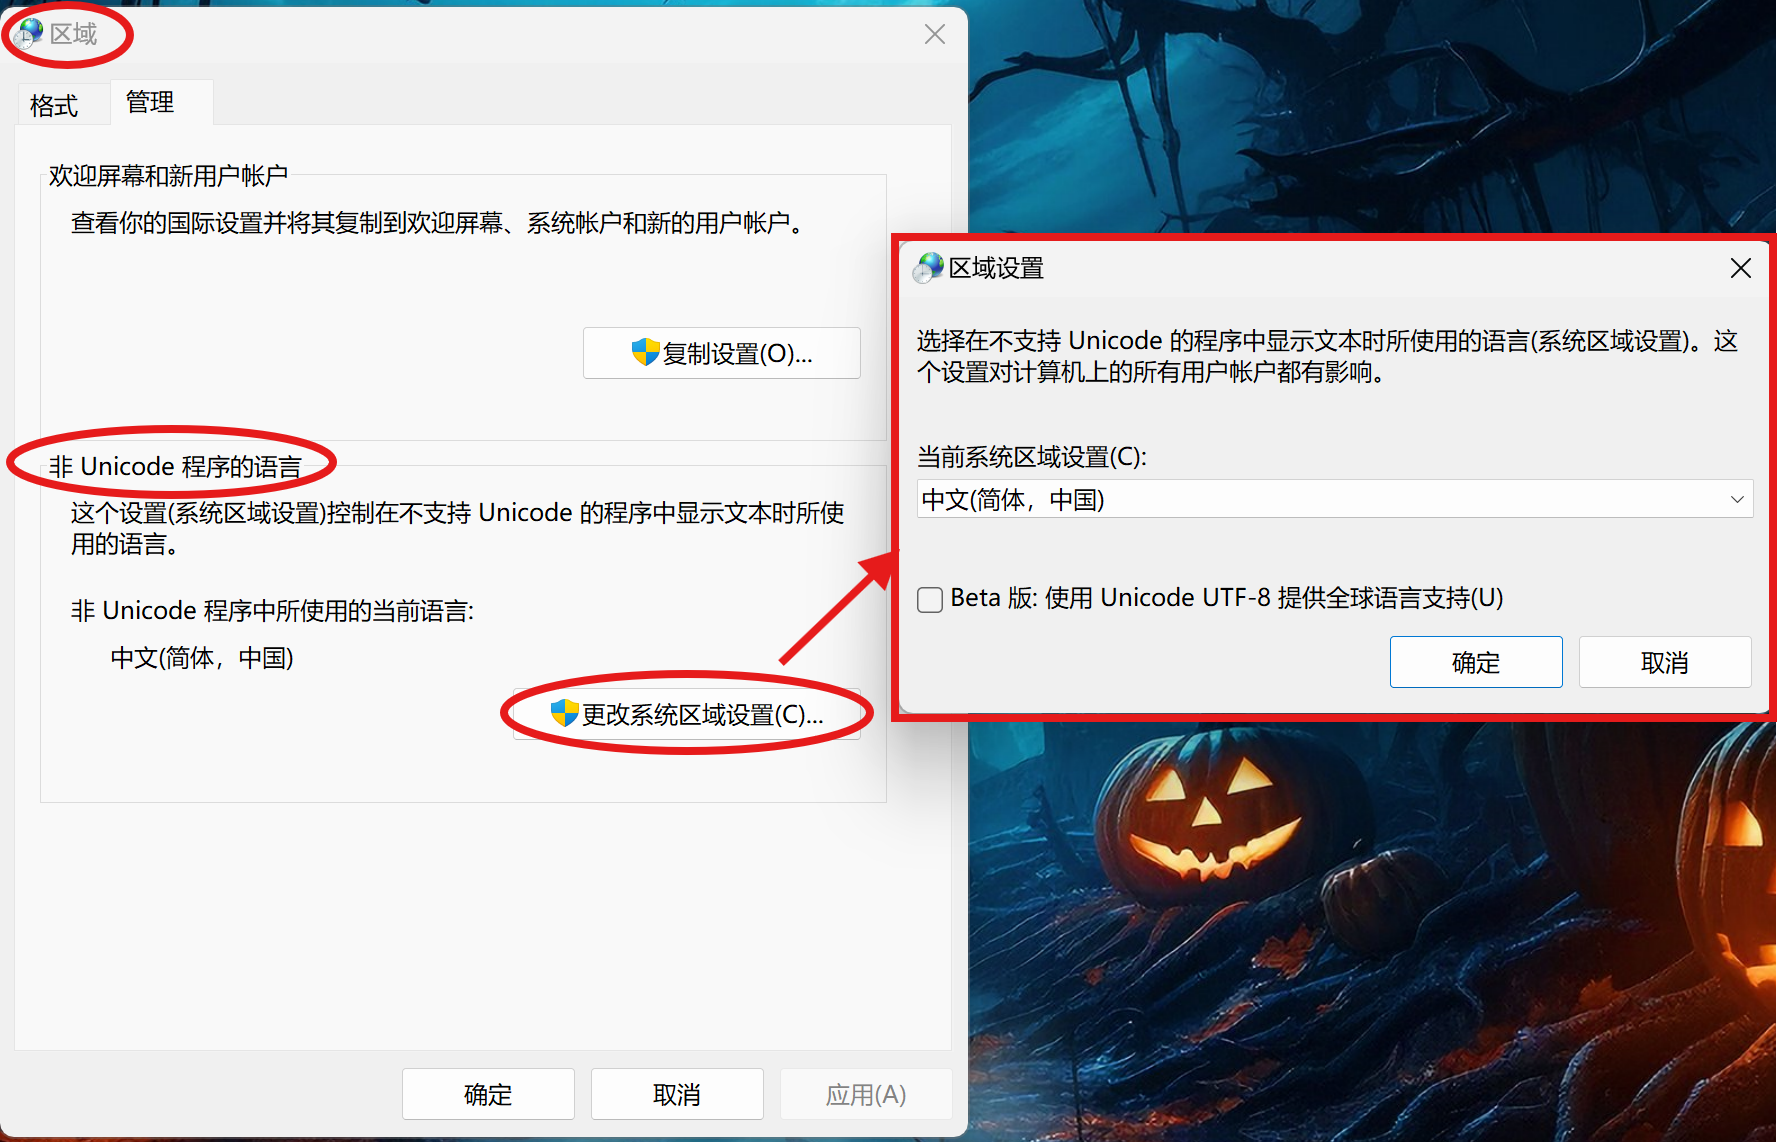 区域
格式
管理
欢迎屏幕和新用户帐户
查看你的国际设置并将其复制到欢迎屏幕、系统帐户和新的用户帐户。
复制设置(O)...
非 Unicode 程序的语言
这个设置(系统区域设置)控制在不支持 Unicode 的程序中显示文本时所使
用的语言。
非 Unicode 程序中所使用的当前语言:
中文(简体，中国)
更改系统区域设置(C)...
确定
取消
应用(A)
区域设置
选择在不支持 Unicode 的程序中显示文本时所使用的语言(系统区域设置)。这
个设置对计算机上的所有用户帐户都有影响。
当前系统区域设置(C):
中文(简体，中国)
Beta 版: 使用 Unicode UTF-8 提供全球语言支持(U)
确定
取消